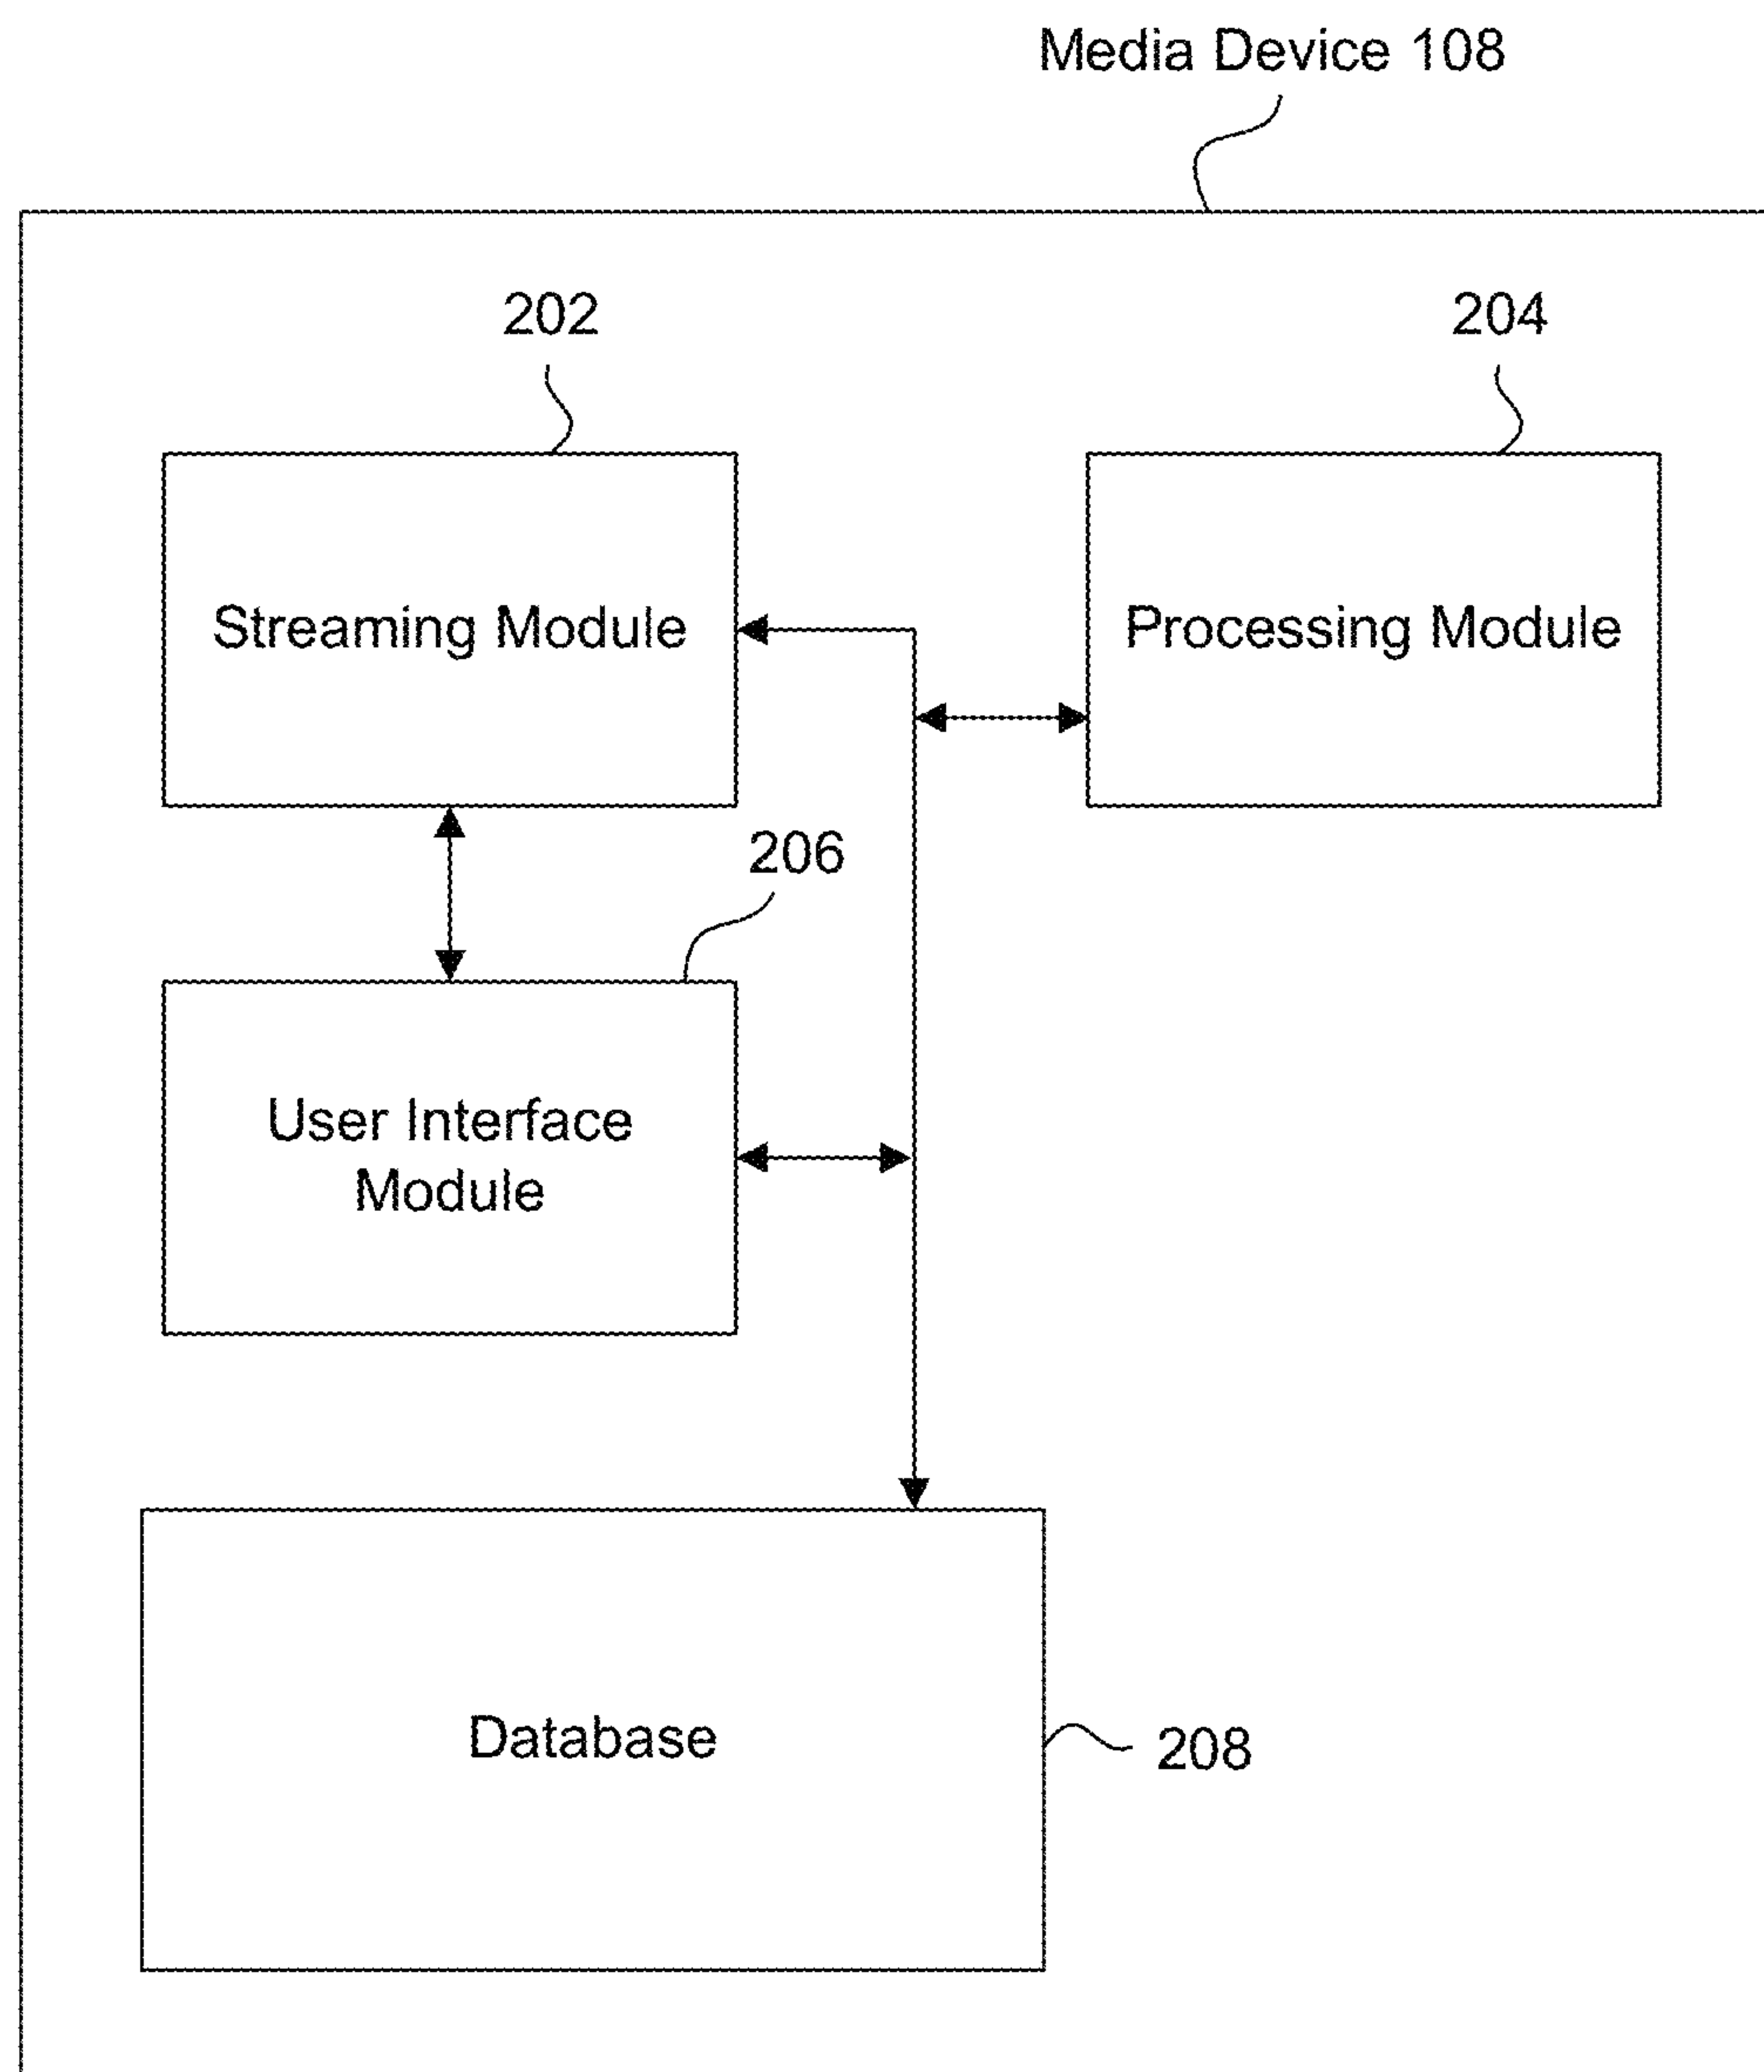 Media Device 108
202
204
Streaming Module
Processing Module
206
User Interface
Module
Database
208